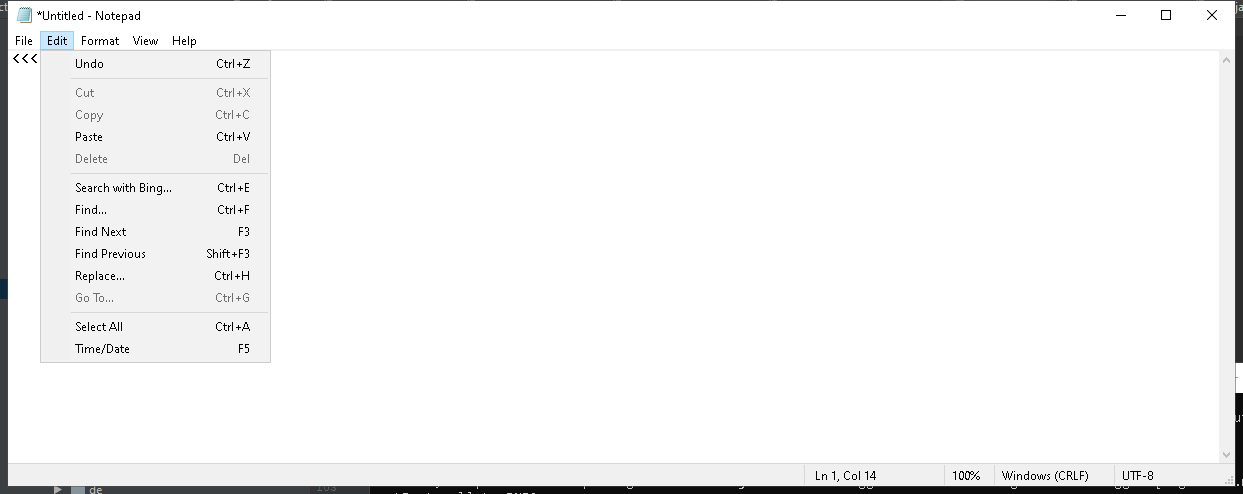 *Untitled - Notepad
File Edit Format View Help
<<<
Undo Ctrl+Z
Cut Ctrl+X
Copy Ctrl+C
Paste Ctrl+V
Delete Del
Search with Bing... Ctrl+E
Find... Ctrl+F
Find Next F3
Find Previous Shift+F3
Replace... Ctrl+H
Go To... Ctrl+G
Select All Ctrl+A
Time/Date F5
Ln 1, Col 14 100% Windows (CRLF) UTF-8
de